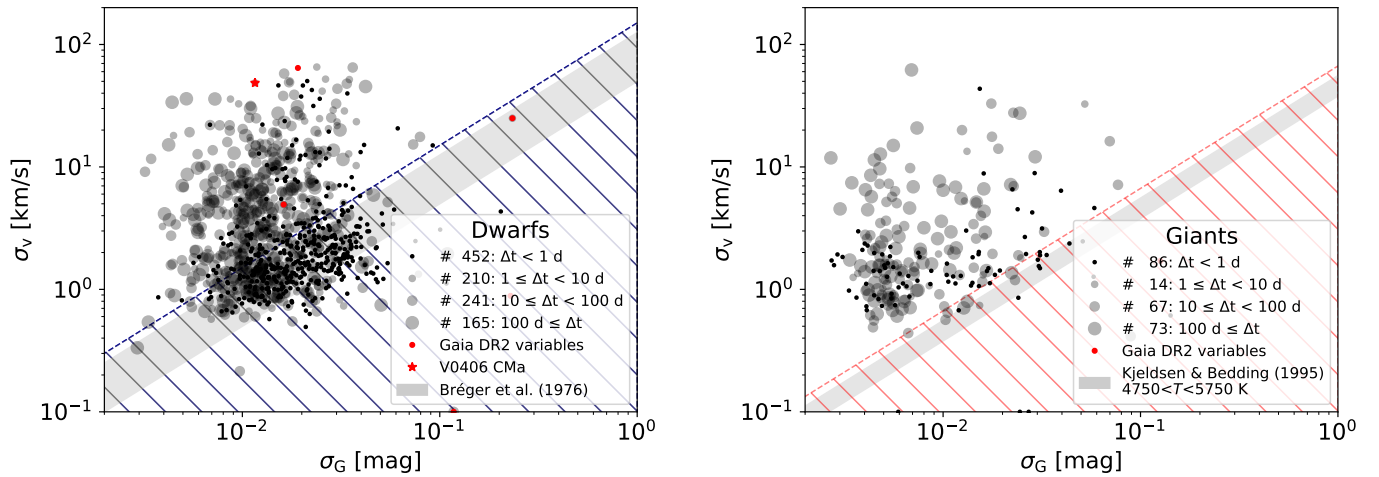 10²
10¹
10⁰
10⁻¹
σᵥ [km/s]
10⁻²
10⁻¹
10⁰
σ_G [mag]
Dwarfs
# 452: Δt < 1 d
# 210: 1 ≤ Δt < 10 d
# 241: 10 ≤ Δt < 100 d
# 165: 100 d ≤ Δt
Gaia DR2 variables
V0406 CMa
Bréger et al. (1976)
10²
10¹
10⁰
10⁻¹
σᵥ [km/s]
10⁻²
10⁻¹
10⁰
σ_G [mag]
Giants
# 86: Δt < 1 d
# 14: 1 ≤ Δt < 10 d
# 67: 10 ≤ Δt < 100 d
# 73: 100 d ≤ Δt
Gaia DR2 variables
Kjeldsen & Bedding (1995)
4750<T<5750 K